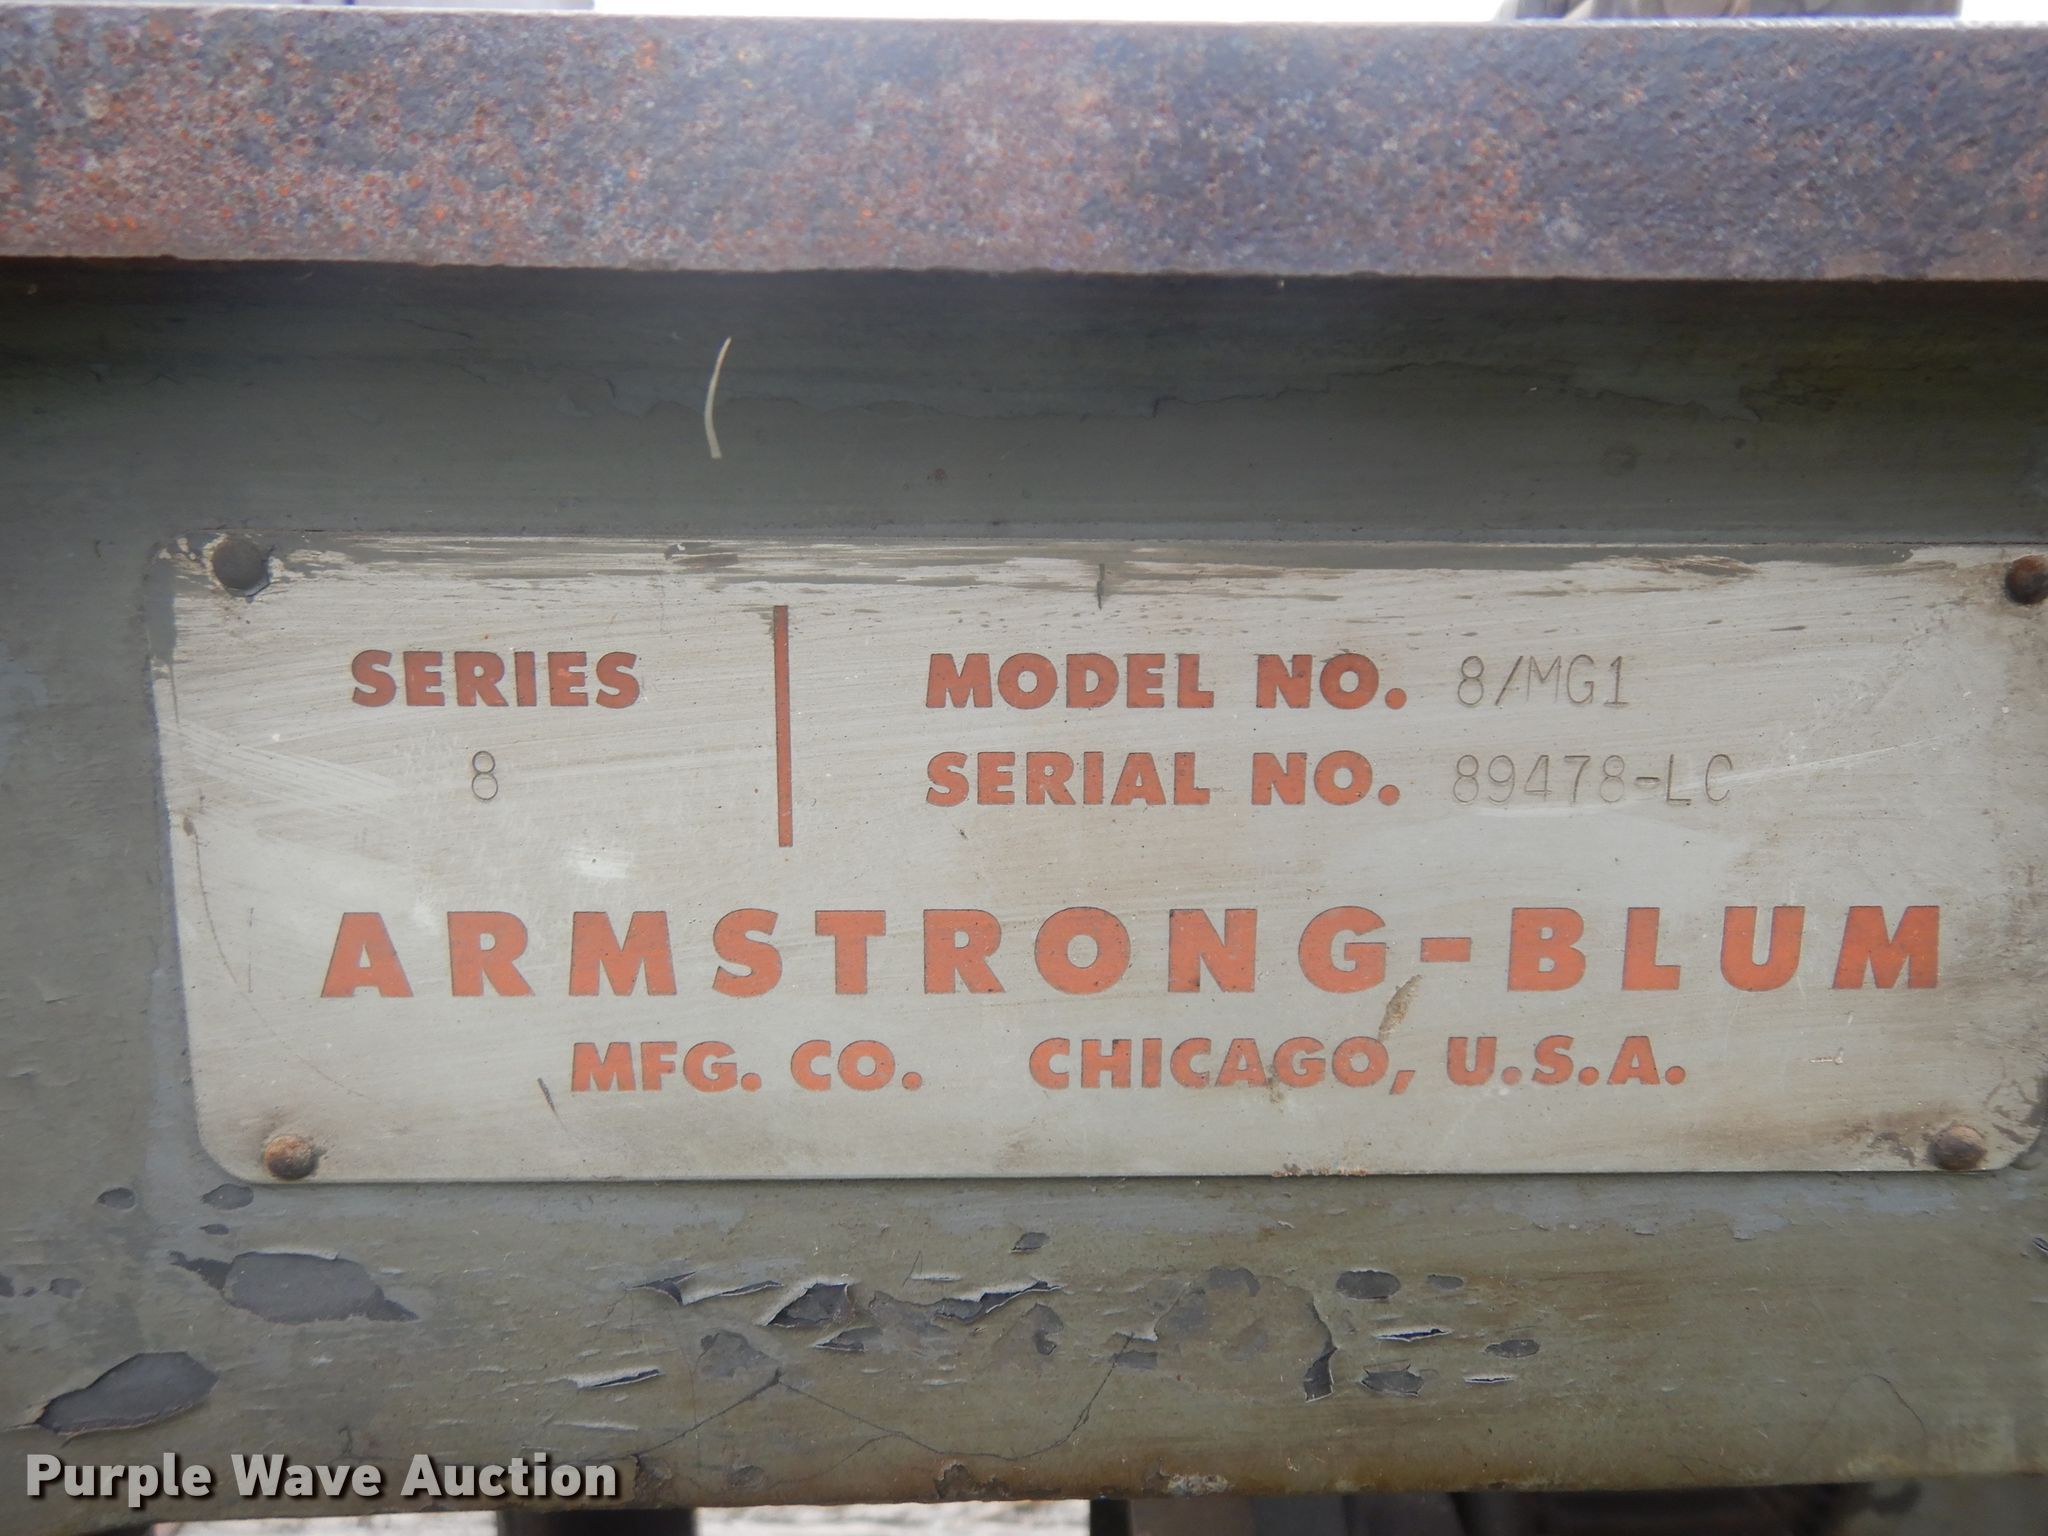 SERIES
8
MODEL NO. 8/MG1
SERIAL NO. 89478-LC
ARMSTRONG-BLUM
MFG. CO. CHICAGO, U.S.A.
Purple Wave Auction